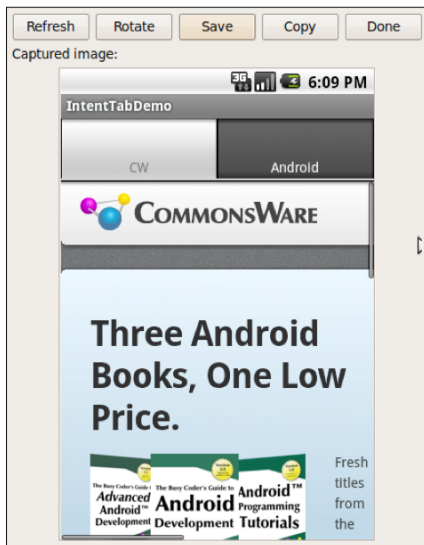 Refresh Rotate Save Copy Done
Captured image:
3G 6:09 PM
IntentTabDemo
CW Android
COMMONSWARE
Three Android
Books, One Low
Price.
Fresh
titles
from
the
The Busy Coder's Guide to
Advanced
Android™
Development
The Busy Coder's Guide to
Android
Development
Android™
Programming
Tutorials